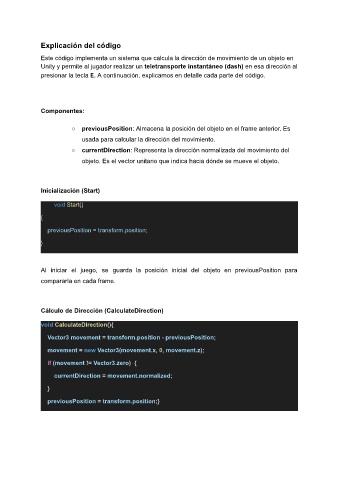 Explicación del código
Este código implementa un sistema que calcula la dirección de movimiento de un objeto en
Unity y permite al jugador realizar un teletransporte instantáneo (dash) en esa dirección al
presionar la tecla E. A continuación, explicamos en detalle cada parte del código.
Componentes:
○ previousPosition: Almacena la posición del objeto en el frame anterior. Es
usada para calcular la dirección del movimiento.
○ currentDirection: Representa la dirección normalizada del movimiento del
objeto. Es el vector unitario que indica hacia dónde se mueve el objeto.
Inicialización (Start)
void Start()
{
previousPosition = transform.position;
}
Al iniciar el juego, se guarda la posición inicial del objeto en previousPosition para
compararla en cada frame.
Cálculo de Dirección (CalculateDirection)
void CalculateDirection(){
Vector3 movement = transform.position - previousPosition;
movement = new Vector3(movement.x, 0, movement.z);
if (movement != Vector3.zero) {
currentDirection = movement.normalized;
}
previousPosition = transform.position;}